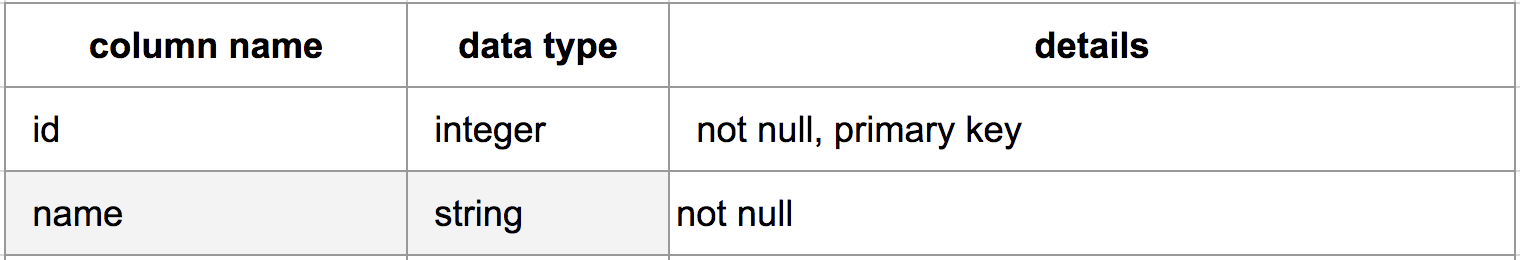 column name data type details
id integer not null, primary key
name string not null